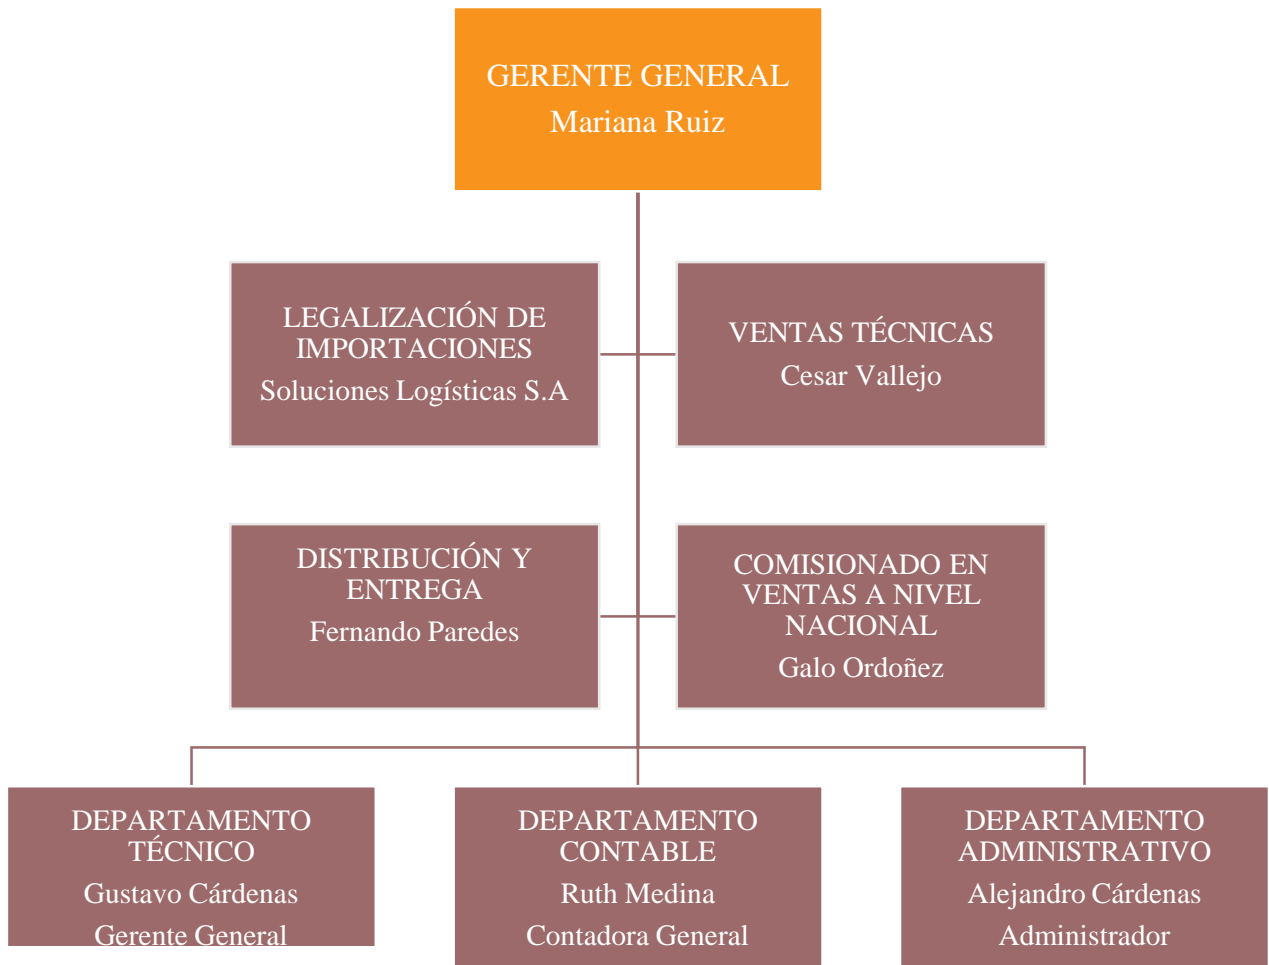 GERENTE GENERAL
Mariana Ruiz
LEGALIZACIÓN DE
IMPORTACIONES
Soluciones Logísticas S.A
VENTAS TÉCNICAS
Cesar Vallejo
DISTRIBUCIÓN Y
ENTREGA
Fernando Paredes
COMISIONADO EN
VENTAS A NIVEL
NACIONAL
Galo Ordoñez
DEPARTAMENTO
TÉCNICO
Gustavo Cárdenas
Gerente General
DEPARTAMENTO
CONTABLE
Ruth Medina
Contadora General
DEPARTAMENTO
ADMINISTRATIVO
Alejandro Cárdenas
Administrador